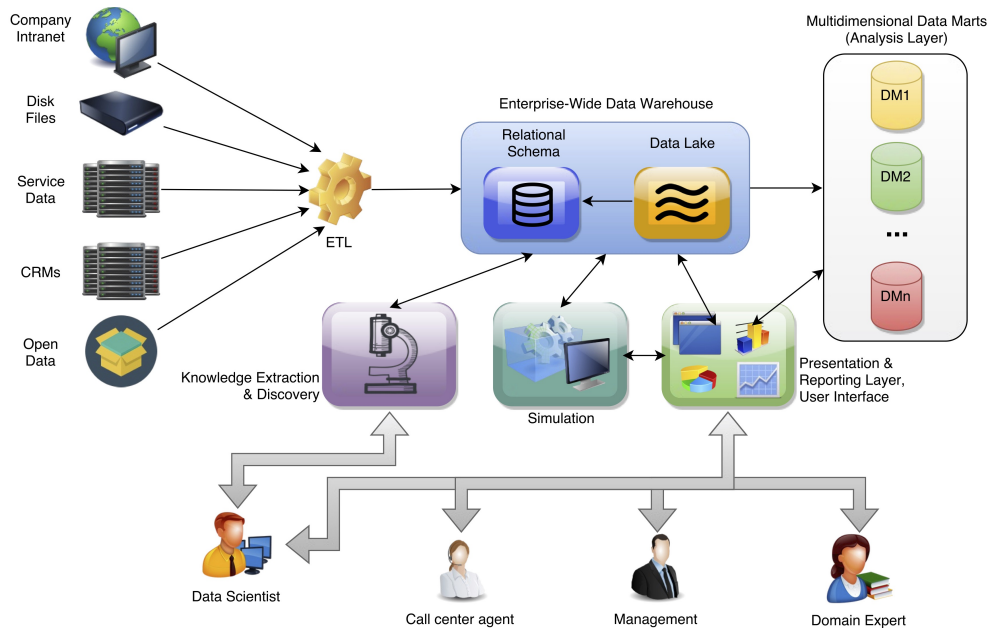 Company
Intranet
Disk
Files
Service
Data
CRMs
Open
Data
ETL
Enterprise-Wide Data Warehouse
Relational
Schema
Data Lake
Multidimensional Data Marts
(Analysis Layer)
DM1
DM2
...
DMn
Knowledge Extraction
& Discovery
Simulation
Presentation &
Reporting Layer,
User Interface
Data Scientist
Call center agent
Management
Domain Expert